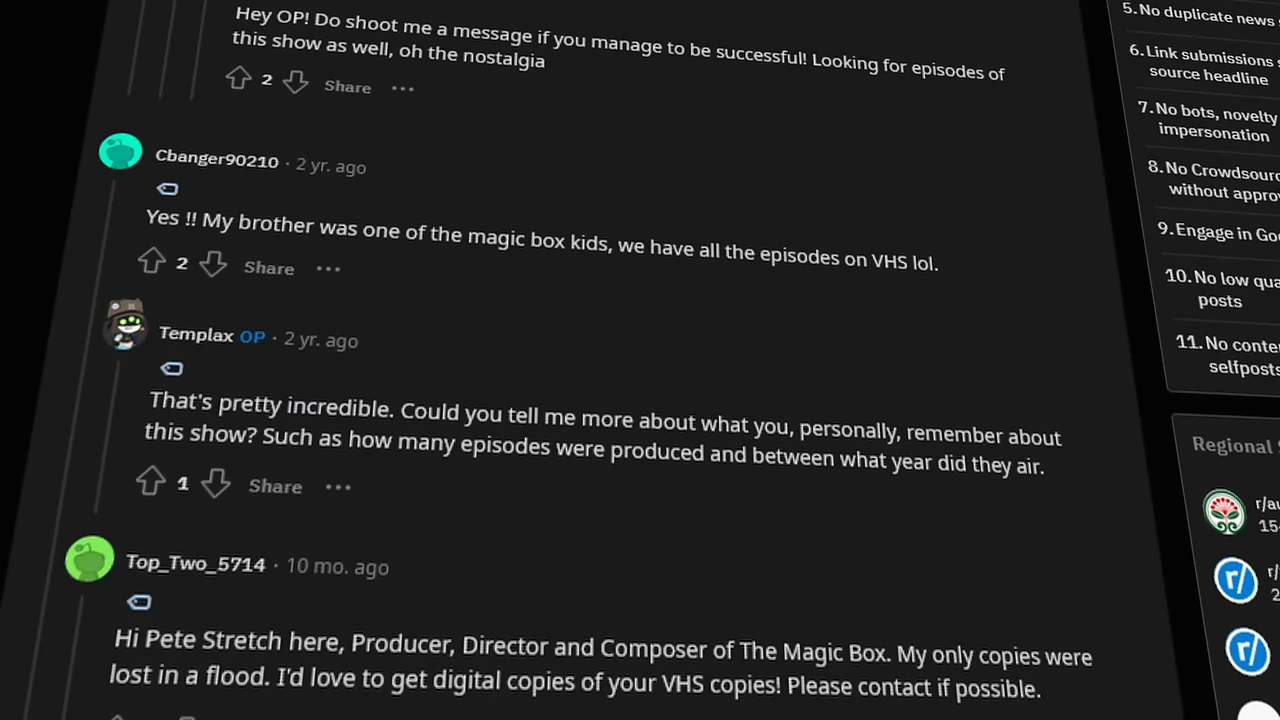 Hey OP! Do shoot me a message if you manage to be successful! Looking for episodes of
this show as well, oh the nostalgia
2 Share
Cbanger90210 · 2 yr. ago
Yes !! My brother was one of the magic box kids, we have all the episodes on VHS lol.
2 Share
Templax OP · 2 yr. ago
That's pretty incredible. Could you tell me more about what you, personally, remember about
this show? Such as how many episodes were produced and between what year did they air.
1 Share
Top_Two_5714 · 10 mo. ago
Hi Pete Stretch here, Producer, Director and Composer of The Magic Box. My only copies were
lost in a flood. I'd love to get digital copies of your VHS copies! Please contact if possible.
5. No duplicate news
6. Link submissions
source headline
7. No bots, novelty
impersonation
8. No
without
9. Engage in
10. No low
posts
11. No
selfposts
Regional
r/
r/
r/